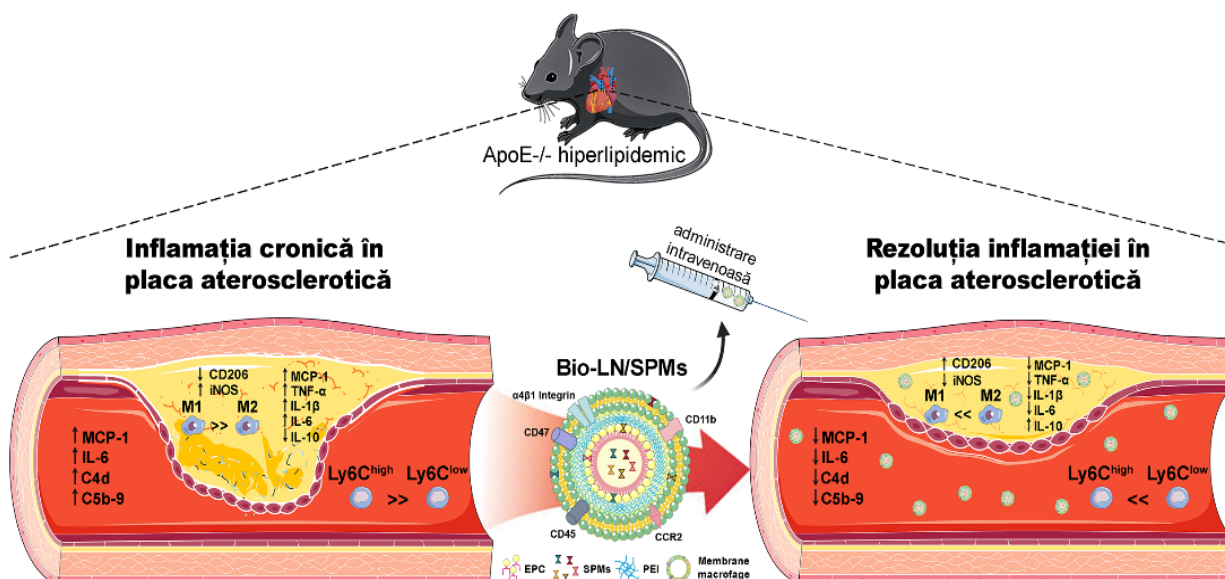 ApoE-/- hiperlipidemic
Inflamația cronică în
placa aterosclerotică
administrare
intravenoasă
Rezoluția inflamației în
placa aterosclerotică
↓ CD206
↓ iNOS
M1 >> M2
↑ MCP-1
↑ TNF-α
↑ IL-1β
↑ IL-6
↓ IL-10
↑ MCP-1
↑ IL-6
↑ C4d
↑ C5b-9
Ly6Chigh >> Ly6Clow
Bio-LN/SPMs
α4β1 Integrin
CD47
CD11b
CD45
CCR2
EPC
SPMs
PEI
Membrane
macrofage
↑ CD206
↓ iNOS
M1 << M2
↓ MCP-1
↓ TNF-α
↓ IL-1β
↓ IL-6
↑ IL-10
↓ MCP-1
↓ IL-6
↓ C4d
↓ C5b-9
Ly6Chigh << Ly6Clow